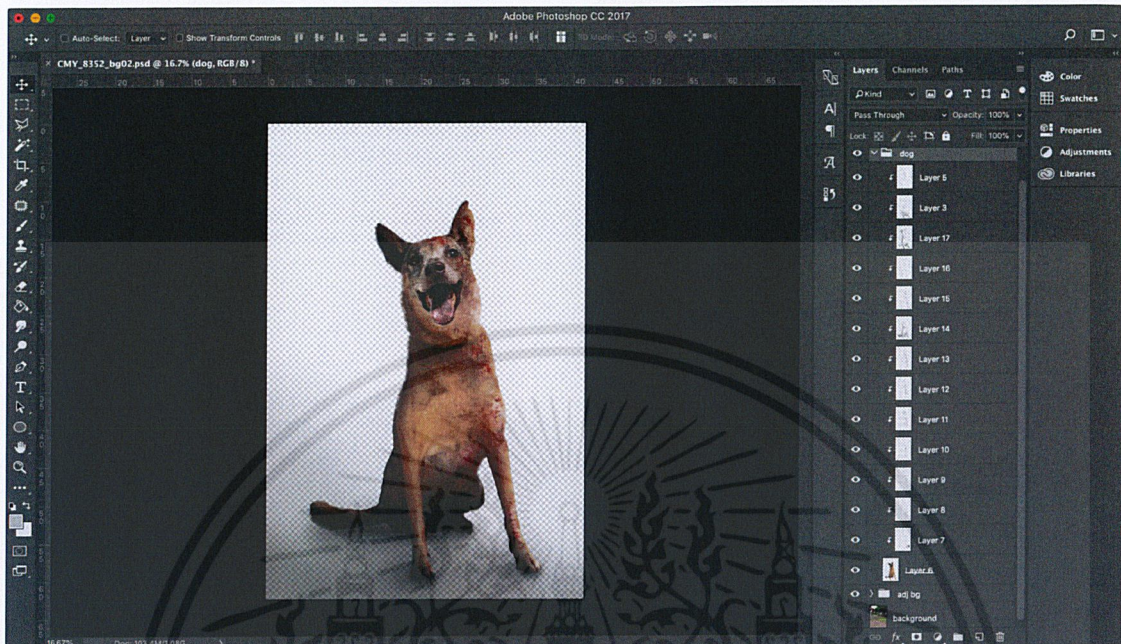 Adobe Photoshop CC 2017
Auto-Select: Layer Show Transform Controls 3D Mode:
× CMY_8352_bg02.psd @ 16.7% (dog, RGB/8) *
Layers Channels Paths
Kind
Pass Through Opacity: 100%
Lock: Fill: 100%
dog
Layer 5
Layer 3
Layer 17
Layer 16
Layer 15
Layer 14
Layer 13
Layer 12
Layer 11
Layer 10
Layer 9
Layer 8
Layer 7
Layer 6
adj bg
background
Color
Swatches
Properties
Adjustments
Libraries
16.67%